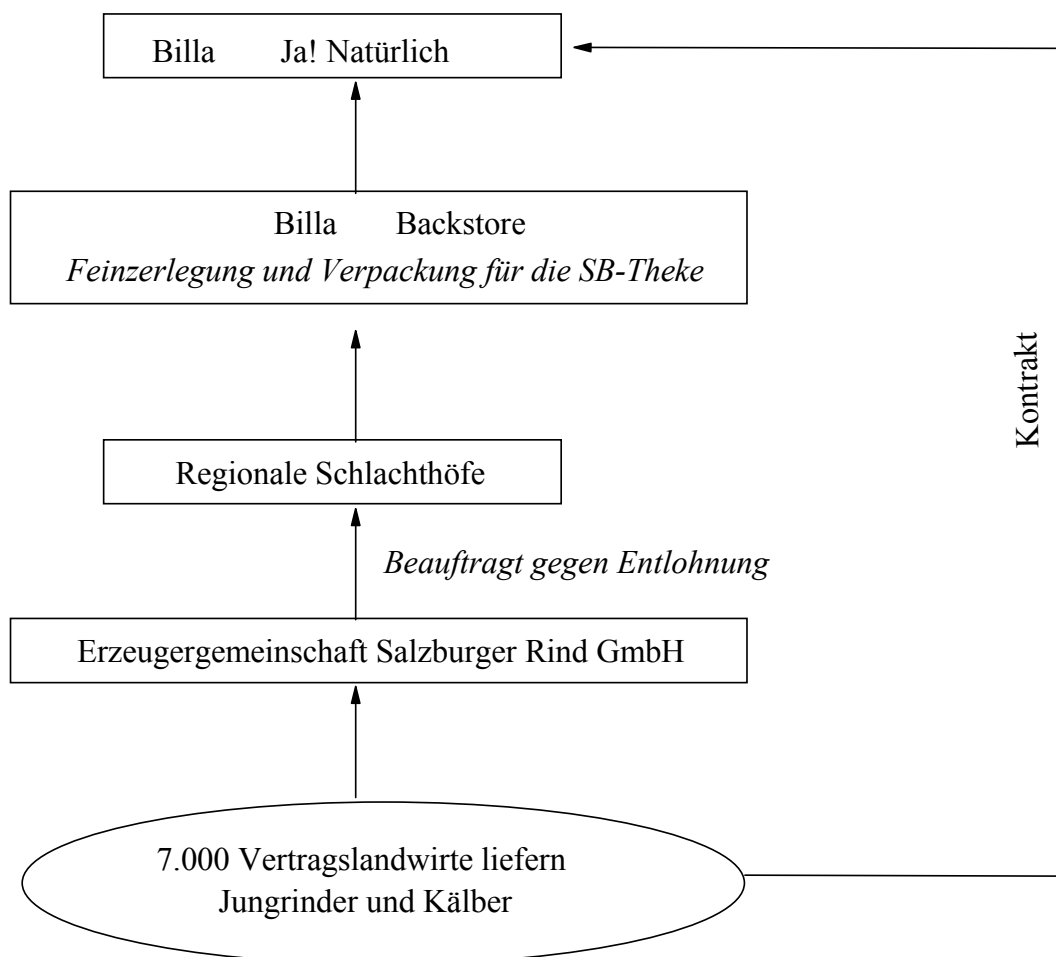 Billa Ja! Natürlich
Billa Backstore
Feinzerlegung und Verpackung für die SB-Theke
Kontrakt
Regionale Schlachthöfe
Beauftragt gegen Entlohnung
Erzeugergemeinschaft Salzburger Rind GmbH
7.000 Vertragslandwirte liefern
Jungrinder und Kälber